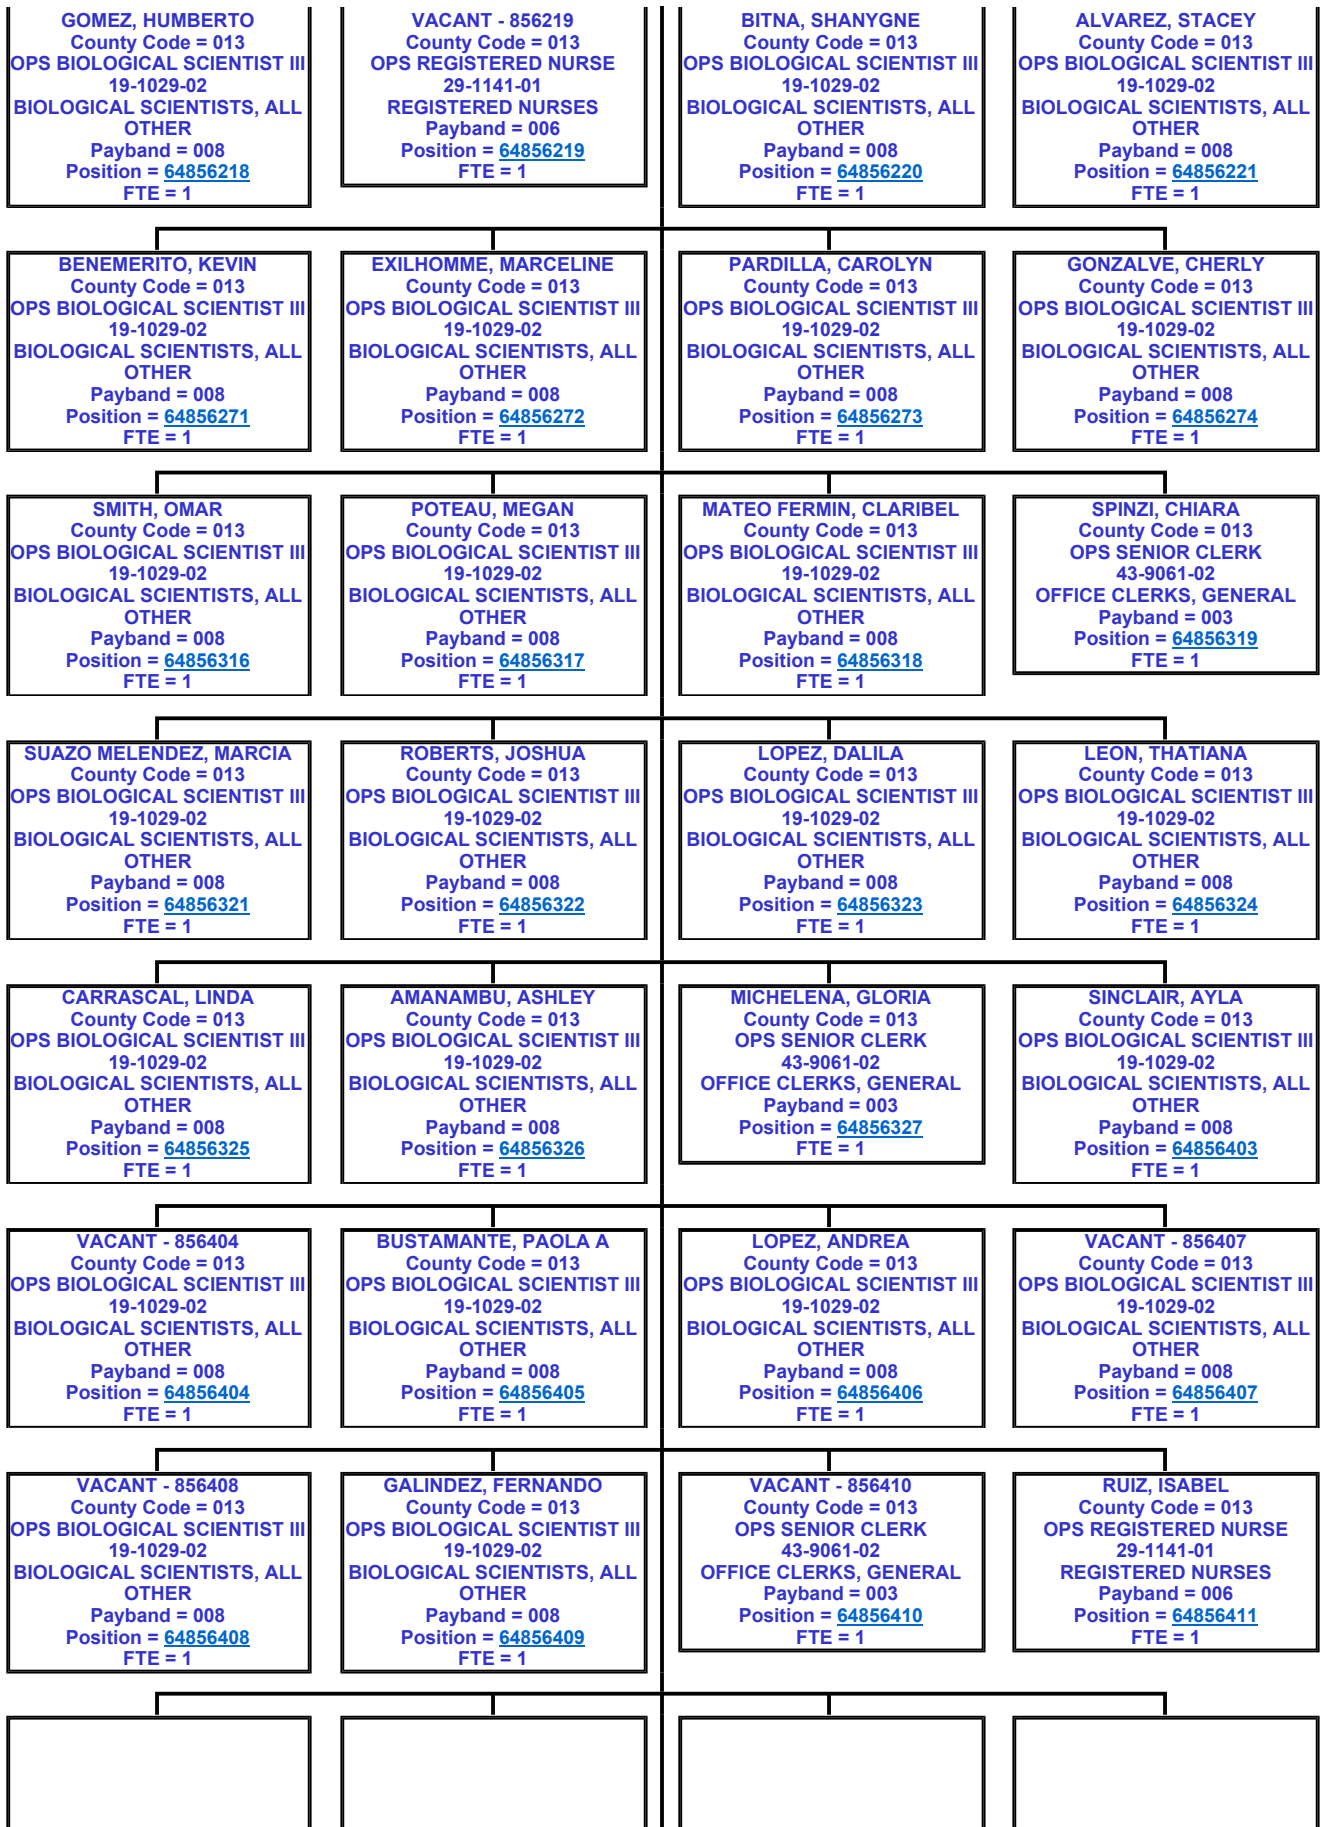 GOMEZ, HUMBERTO
County Code = 013
OPS BIOLOGICAL SCIENTIST III
19-1029-02
BIOLOGICAL SCIENTISTS, ALL
OTHER
Payband = 008
Position = 64856218
FTE = 1
VACANT - 856219
County Code = 013
OPS REGISTERED NURSE
29-1141-01
REGISTERED NURSES
Payband = 006
Position = 64856219
FTE = 1
BITNA, SHANYGNE
County Code = 013
OPS BIOLOGICAL SCIENTIST III
19-1029-02
BIOLOGICAL SCIENTISTS, ALL
OTHER
Payband = 008
Position = 64856220
FTE = 1
ALVAREZ, STACEY
County Code = 013
OPS BIOLOGICAL SCIENTIST III
19-1029-02
BIOLOGICAL SCIENTISTS, ALL
OTHER
Payband = 008
Position = 64856221
FTE = 1
BENEMERITO, KEVIN
County Code = 013
OPS BIOLOGICAL SCIENTIST III
19-1029-02
BIOLOGICAL SCIENTISTS, ALL
OTHER
Payband = 008
Position = 64856271
FTE = 1
EXILHOMME, MARCELINE
County Code = 013
OPS BIOLOGICAL SCIENTIST III
19-1029-02
BIOLOGICAL SCIENTISTS, ALL
OTHER
Payband = 008
Position = 64856272
FTE = 1
PARDILLA, CAROLYN
County Code = 013
OPS BIOLOGICAL SCIENTIST III
19-1029-02
BIOLOGICAL SCIENTISTS, ALL
OTHER
Payband = 008
Position = 64856273
FTE = 1
GONZALVE, CHERLY
County Code = 013
OPS BIOLOGICAL SCIENTIST III
19-1029-02
BIOLOGICAL SCIENTISTS, ALL
OTHER
Payband = 008
Position = 64856274
FTE = 1
SMITH, OMAR
County Code = 013
OPS BIOLOGICAL SCIENTIST III
19-1029-02
BIOLOGICAL SCIENTISTS, ALL
OTHER
Payband = 008
Position = 64856316
FTE = 1
POTEAU, MEGAN
County Code = 013
OPS BIOLOGICAL SCIENTIST III
19-1029-02
BIOLOGICAL SCIENTISTS, ALL
OTHER
Payband = 008
Position = 64856317
FTE = 1
MATEO FERMIN, CLARIBEL
County Code = 013
OPS BIOLOGICAL SCIENTIST III
19-1029-02
BIOLOGICAL SCIENTISTS, ALL
OTHER
Payband = 008
Position = 64856318
FTE = 1
SPINZI, CHIARA
County Code = 013
OPS SENIOR CLERK
43-9061-02
OFFICE CLERKS, GENERAL
Payband = 003
Position = 64856319
FTE = 1
SUAZO MELENDEZ, MARCIA
County Code = 013
OPS BIOLOGICAL SCIENTIST III
19-1029-02
BIOLOGICAL SCIENTISTS, ALL
OTHER
Payband = 008
Position = 64856321
FTE = 1
ROBERTS, JOSHUA
County Code = 013
OPS BIOLOGICAL SCIENTIST III
19-1029-02
BIOLOGICAL SCIENTISTS, ALL
OTHER
Payband = 008
Position = 64856322
FTE = 1
LOPEZ, DALILA
County Code = 013
OPS BIOLOGICAL SCIENTIST III
19-1029-02
BIOLOGICAL SCIENTISTS, ALL
OTHER
Payband = 008
Position = 64856323
FTE = 1
LEON, THATIANA
County Code = 013
OPS BIOLOGICAL SCIENTIST III
19-1029-02
BIOLOGICAL SCIENTISTS, ALL
OTHER
Payband = 008
Position = 64856324
FTE = 1
CARRASCAL, LINDA
County Code = 013
OPS BIOLOGICAL SCIENTIST III
19-1029-02
BIOLOGICAL SCIENTISTS, ALL
OTHER
Payband = 008
Position = 64856325
FTE = 1
AMANAMBU, ASHLEY
County Code = 013
OPS BIOLOGICAL SCIENTIST III
19-1029-02
BIOLOGICAL SCIENTISTS, ALL
OTHER
Payband = 008
Position = 64856326
FTE = 1
MICHELENA, GLORIA
County Code = 013
OPS SENIOR CLERK
43-9061-02
OFFICE CLERKS, GENERAL
Payband = 003
Position = 64856327
FTE = 1
SINCLAIR, AYLA
County Code = 013
OPS BIOLOGICAL SCIENTIST III
19-1029-02
BIOLOGICAL SCIENTISTS, ALL
OTHER
Payband = 008
Position = 64856403
FTE = 1
VACANT - 856404
County Code = 013
OPS BIOLOGICAL SCIENTIST III
19-1029-02
BIOLOGICAL SCIENTISTS, ALL
OTHER
Payband = 008
Position = 64856404
FTE = 1
BUSTAMANTE, PAOLA A
County Code = 013
OPS BIOLOGICAL SCIENTIST III
19-1029-02
BIOLOGICAL SCIENTISTS, ALL
OTHER
Payband = 008
Position = 64856405
FTE = 1
LOPEZ, ANDREA
County Code = 013
OPS BIOLOGICAL SCIENTIST III
19-1029-02
BIOLOGICAL SCIENTISTS, ALL
OTHER
Payband = 008
Position = 64856406
FTE = 1
VACANT - 856407
County Code = 013
OPS BIOLOGICAL SCIENTIST III
19-1029-02
BIOLOGICAL SCIENTISTS, ALL
OTHER
Payband = 008
Position = 64856407
FTE = 1
VACANT - 856408
County Code = 013
OPS BIOLOGICAL SCIENTIST III
19-1029-02
BIOLOGICAL SCIENTISTS, ALL
OTHER
Payband = 008
Position = 64856408
FTE = 1
GALINDEZ, FERNANDO
County Code = 013
OPS BIOLOGICAL SCIENTIST III
19-1029-02
BIOLOGICAL SCIENTISTS, ALL
OTHER
Payband = 008
Position = 64856409
FTE = 1
VACANT - 856410
County Code = 013
OPS SENIOR CLERK
43-9061-02
OFFICE CLERKS, GENERAL
Payband = 003
Position = 64856410
FTE = 1
RUIZ, ISABEL
County Code = 013
OPS REGISTERED NURSE
29-1141-01
REGISTERED NURSES
Payband = 006
Position = 64856411
FTE = 1